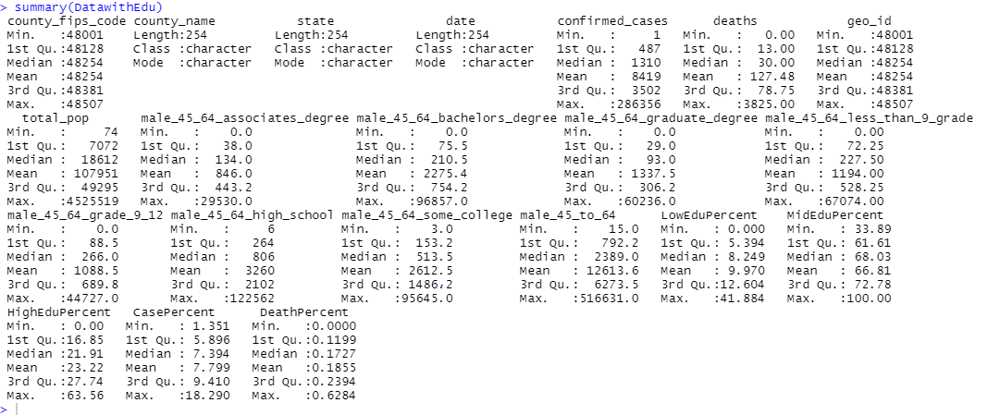 > summary(DatawithEdu)
county_fips_code county_name state date confirmed_cases deaths geo_id
Min. :48001 Length:254 Length:254 Length:254 Min. : 1 Min. : 0.00 Min. :48001
1st Qu.:48128 Class :character Class :character Class :character 1st Qu.: 487 1st Qu.: 13.00 1st Qu.:48128
Median :48254 Mode :character Mode :character Mode :character Median : 1310 Median : 30.00 Median :48254
Mean :48254 Mean : 8419 Mean : 127.48 Mean :48254
3rd Qu.:48381 3rd Qu.: 3502 3rd Qu.: 78.75 3rd Qu.:48381
Max. :48507 Max. :286356 Max. :3825.00 Max. :48507
total_pop male_45_64_associates_degree male_45_64_bachelors_degree male_45_64_graduate_degree male_45_64_less_than_9_grade
Min. : 74 Min. : 0.0 Min. : 0.0 Min. : 0.0 Min. : 0.00
1st Qu.: 7072 1st Qu.: 38.0 1st Qu.: 75.5 1st Qu.: 29.0 1st Qu.: 72.25
Median : 18612 Median : 134.0 Median : 210.5 Median : 93.0 Median : 227.50
Mean : 107951 Mean : 846.0 Mean : 2275.4 Mean : 1337.5 Mean : 1194.00
3rd Qu.: 49295 3rd Qu.: 443.2 3rd Qu.: 754.2 3rd Qu.: 306.2 3rd Qu.: 528.25
Max. :4525519 Max. :29530.0 Max. :96857.0 Max. :60236.0 Max. :67074.00
male_45_64_grade_9_12 male_45_64_high_school male_45_64_some_college male_45_to_64 LowEduPercent MidEduPercent
Min. : 0.0 Min. : 6 Min. : 3.0 Min. : 15.0 Min. : 0.000 Min. : 33.89
1st Qu.: 88.5 1st Qu.: 264 1st Qu.: 153.2 1st Qu.: 792.2 1st Qu.: 5.394 1st Qu.: 61.61
Median : 266.0 Median : 806 Median : 513.5 Median : 2389.0 Median : 8.249 Median : 68.03
Mean : 1088.5 Mean : 3260 Mean : 2612.5 Mean : 12613.6 Mean : 9.970 Mean : 66.81
3rd Qu.: 689.8 3rd Qu.: 2102 3rd Qu.: 1486.2 3rd Qu.: 6273.5 3rd Qu.:12.604 3rd Qu.: 72.78
Max. :44727.0 Max. :122562 Max. :95645.0 Max. :516631.0 Max. :41.884 Max. :100.00
HighEduPercent CasePercent DeathPercent
Min. : 0.00 Min. : 1.351 Min. :0.0000
1st Qu.:16.85 1st Qu.: 5.896 1st Qu.:0.1199
Median :21.91 Median : 7.394 Median :0.1727
Mean :23.22 Mean : 7.799 Mean :0.1855
3rd Qu.:27.74 3rd Qu.: 9.410 3rd Qu.:0.2394
Max. :63.56 Max. :18.290 Max. :0.6284
>